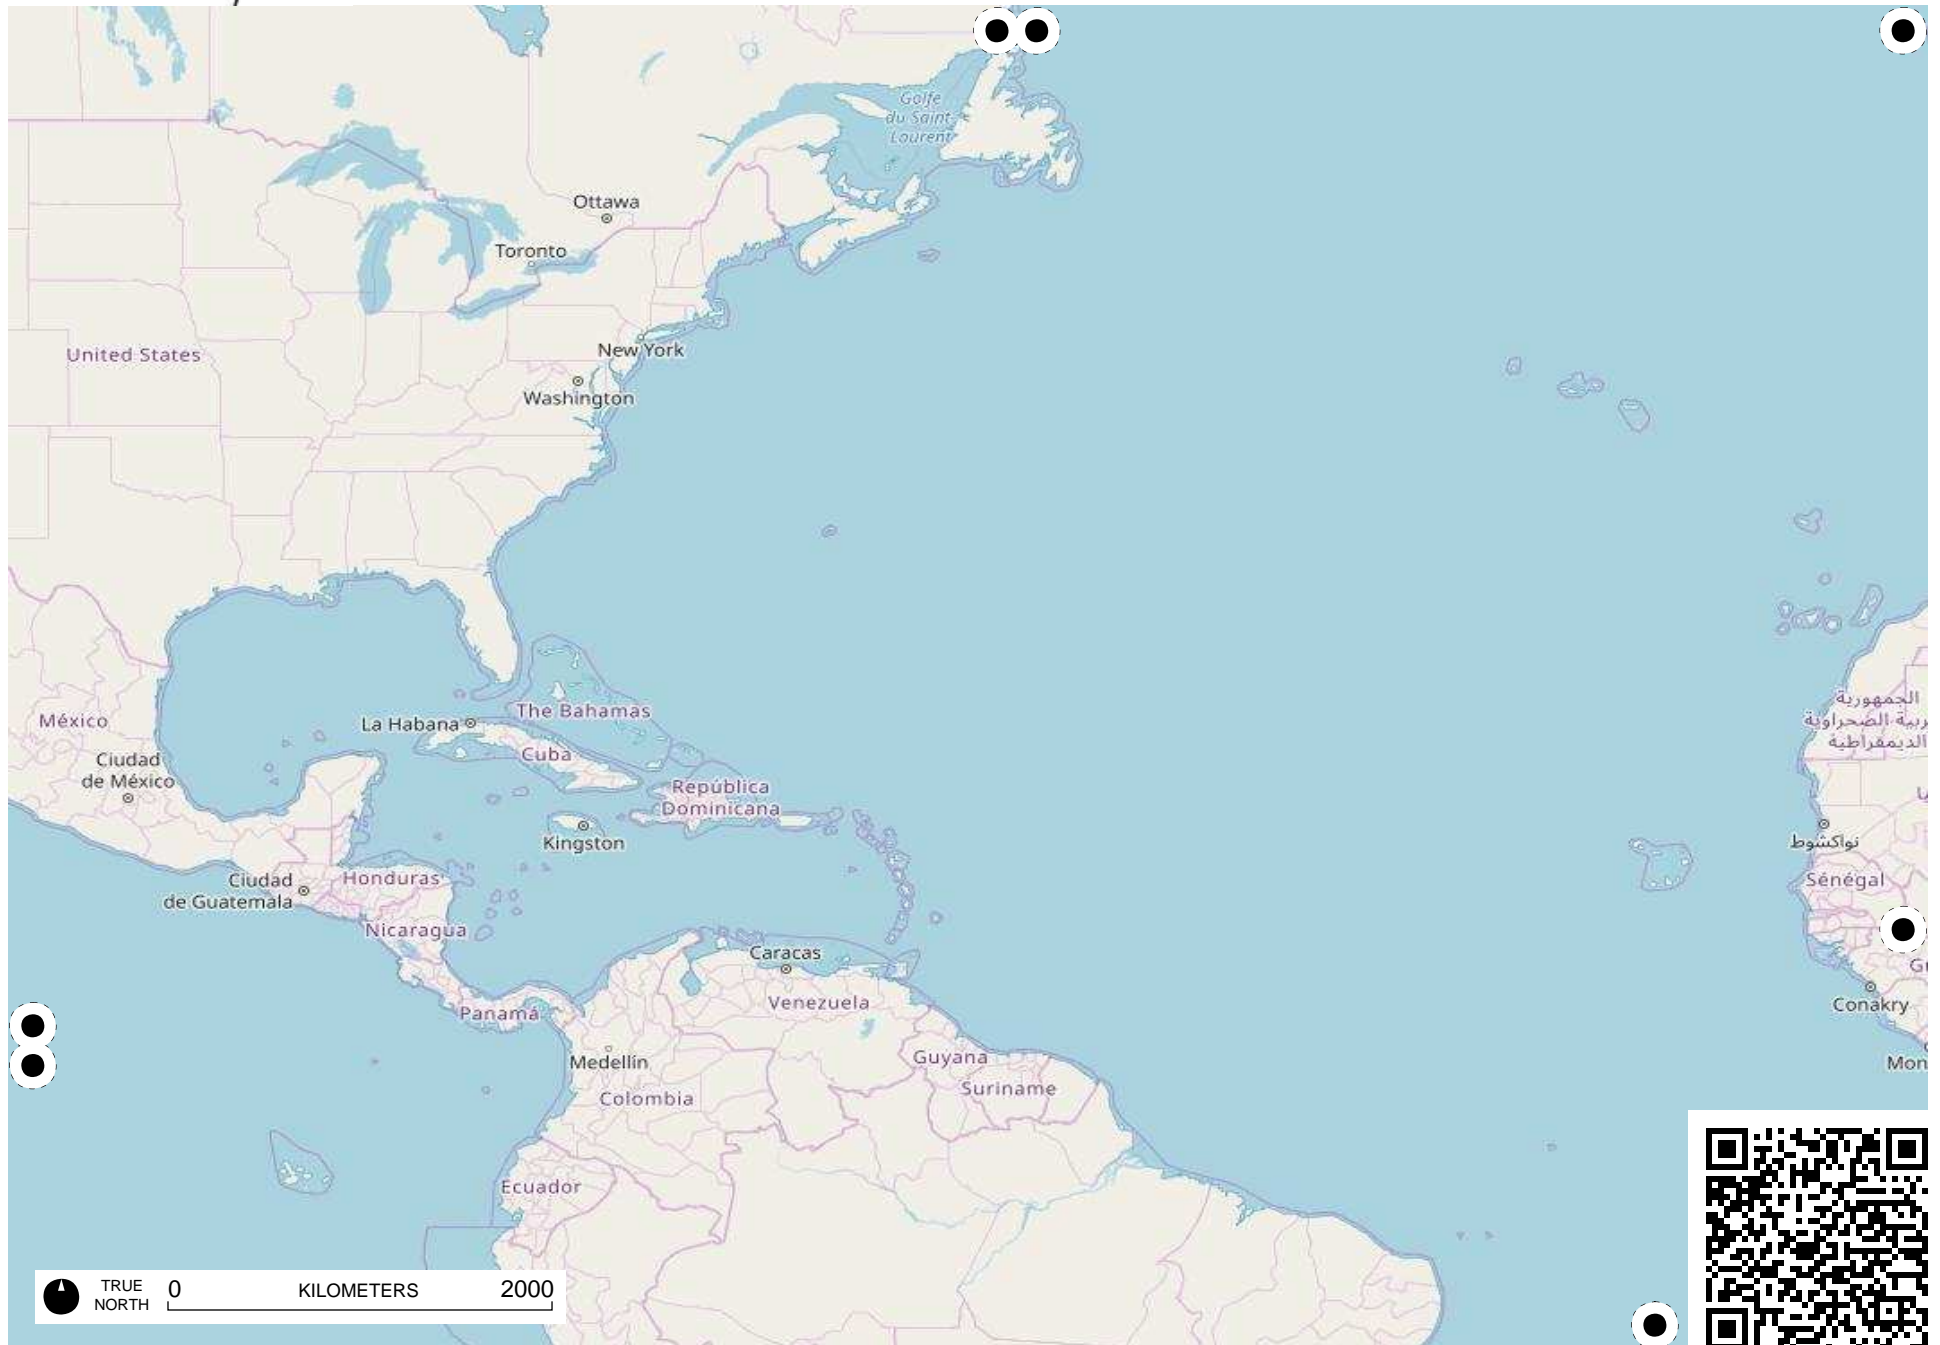 Golfe
du Saint-
Lourent
Ottawa
Toronto
New York
United States
Washington
México
Ciudad
de México
La Habana
The Bahamas
Cuba
República
Dominicana
Kingston
Ciudad
de Guatemala
Honduras
Nicaragua
Panamá
Caracas
Venezuela
Medellín
Colombia
Guyana
Suriname
Ecuador
الجمهورية
الديمقراطية
نواكشوط
Sénégal
Conakry
TRUE
NORTH
0 KILOMETERS 2000